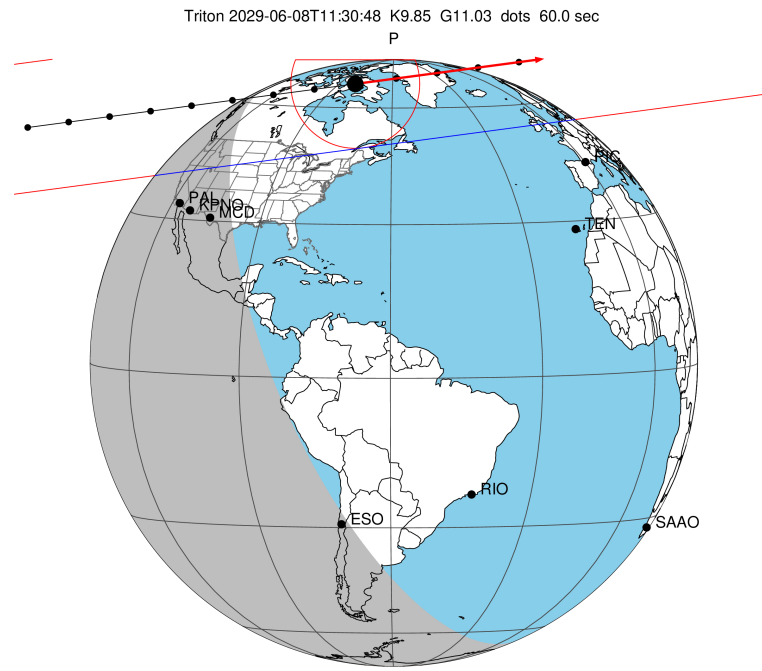 Triton 2029-06-08T11:30:48 K9.85 G11.03 dots 60.0 sec
P
PIC
PAL
KPNO
MCD
TEN
RIO
ESO
SAAO